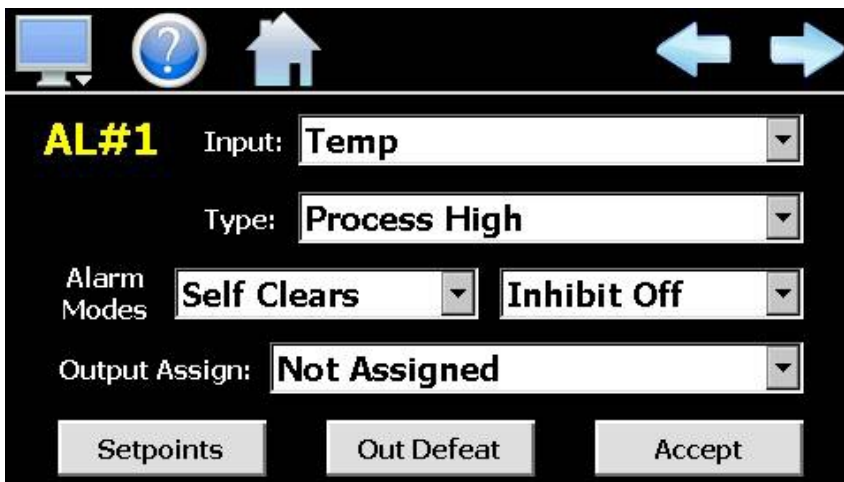 ?
AL#1 Input: Temp
Type: Process High
Alarm Modes Self Clears Inhibit Off
Output Assign: Not Assigned
Setpoints Out Defeat Accept